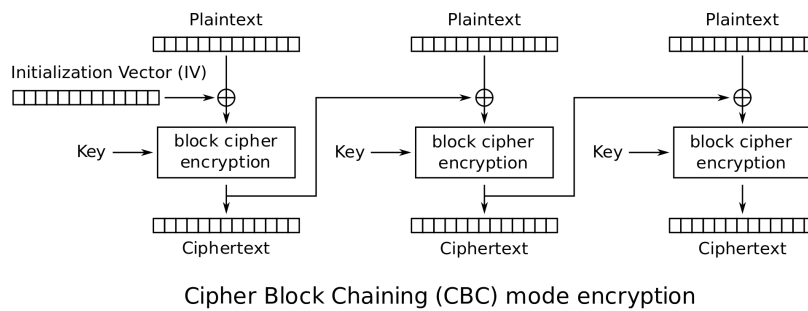 Plaintext
Plaintext
Plaintext
Initialization Vector (IV)
Key
block cipher
encryption
Key
block cipher
encryption
Key
block cipher
encryption
Ciphertext
Ciphertext
Ciphertext
Cipher Block Chaining (CBC) mode encryption